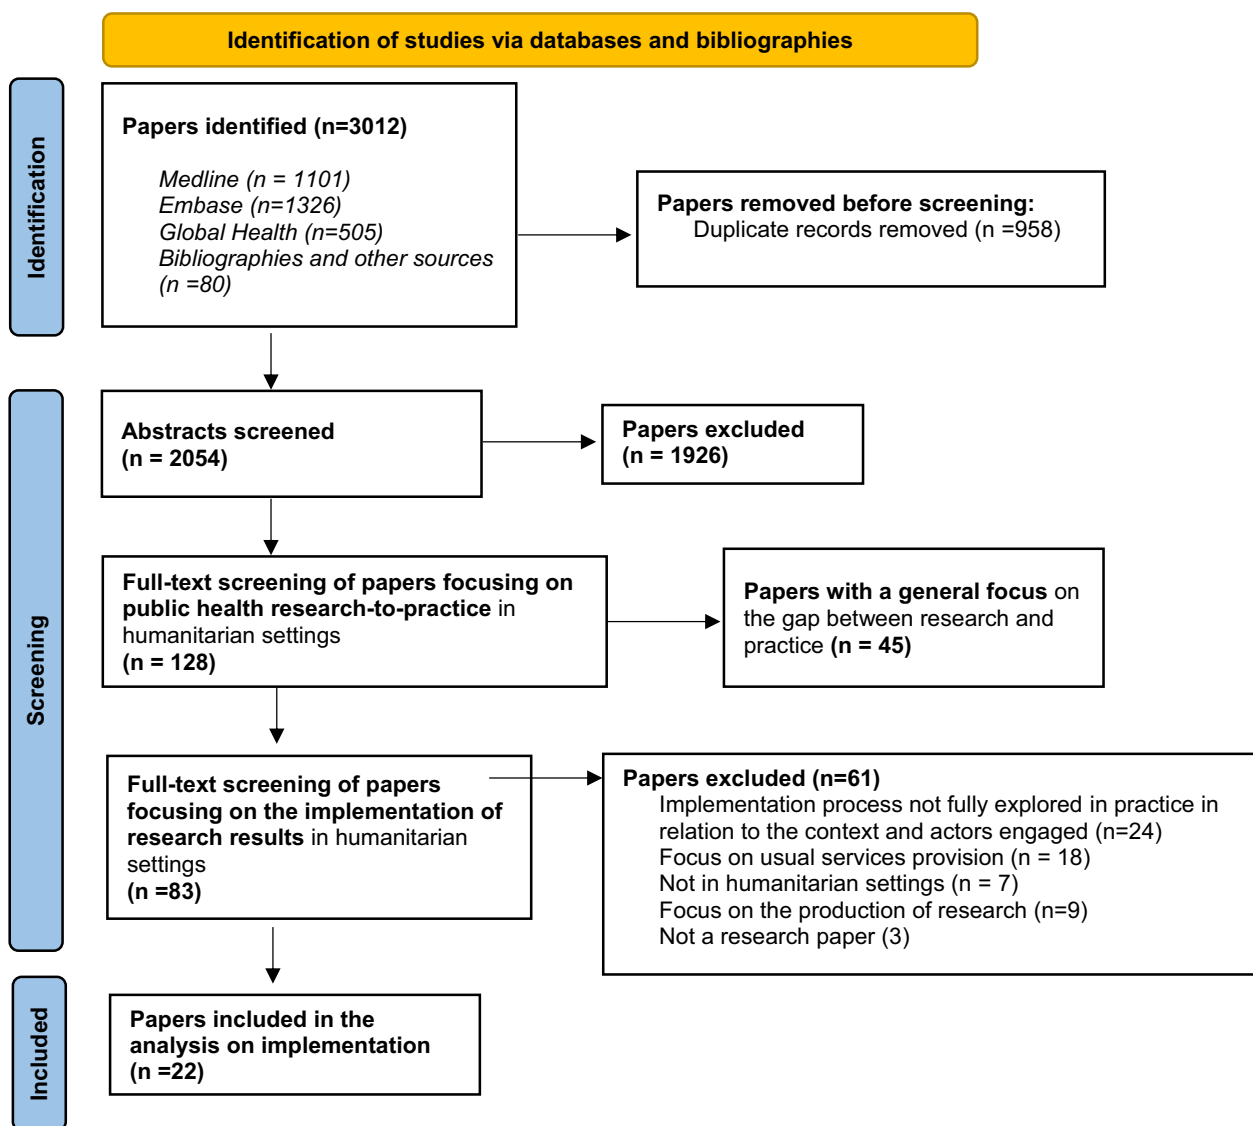 Identification of studies via databases and bibliographies
Identification
Papers identified (n=3012)
Medline (n = 1101)
Embase (n=1326)
Global Health (n=505)
Bibliographies and other sources
(n =80)
Papers removed before screening:
Duplicate records removed (n =958)
Screening
Abstracts screened
(n = 2054)
Papers excluded
(n = 1926)
Full-text screening of papers focusing on
public health research-to-practice in
humanitarian settings
(n = 128)
Papers with a general focus on
the gap between research and
practice (n = 45)
Full-text screening of papers
focusing on the implementation of
research results in humanitarian
settings
(n =83)
Papers excluded (n=61)
Implementation process not fully explored in practice in
relation to the context and actors engaged (n=24)
Focus on usual services provision (n = 18)
Not in humanitarian settings (n = 7)
Focus on the production of research (n=9)
Not a research paper (3)
Included
Papers included in the
analysis on implementation
(n =22)